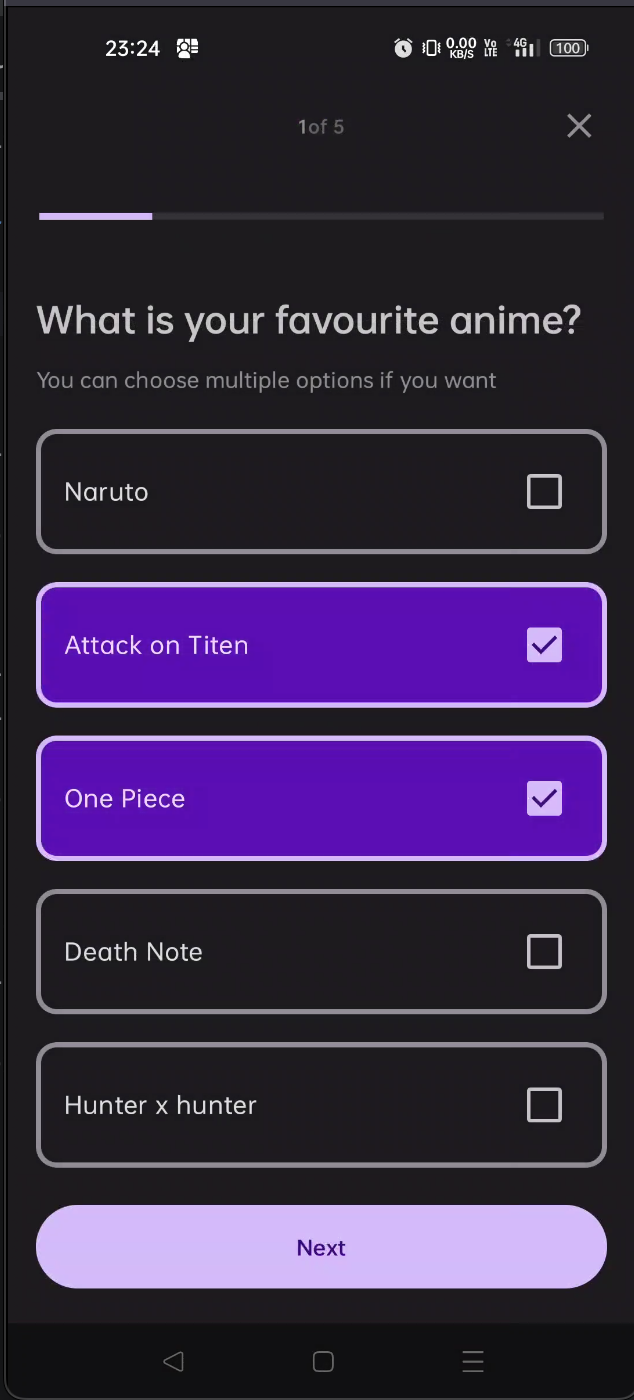 23:24 0.00 KB/S Vo LTE 4G 100
1of 5
What is your favourite anime?
You can choose multiple options if you want
Naruto
Attack on Titen
One Piece
Death Note
Hunter x hunter
Next